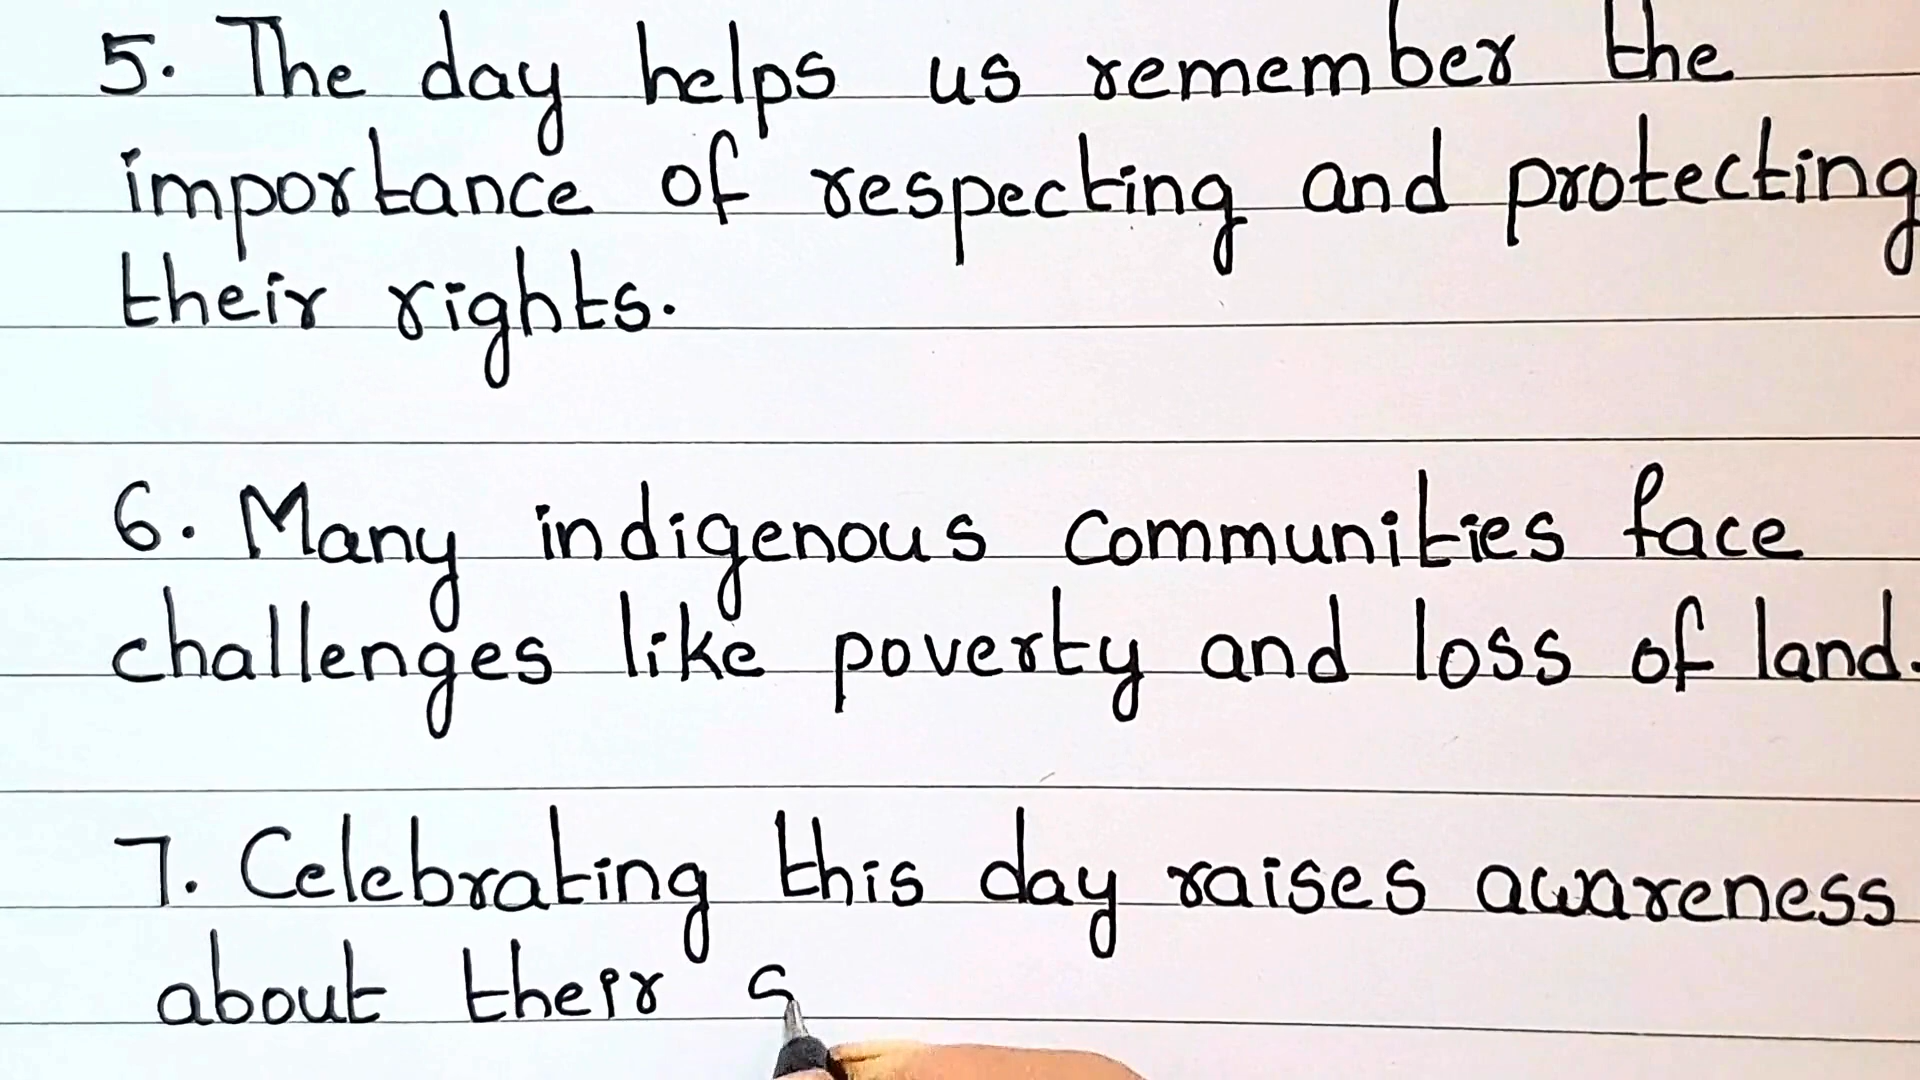 5. The day helps us remember the
importance of respecting and protecting
their rights.
6. Many indigenous communities face
challenges like poverty and loss of land.
7. Celebrating this day raises awareness
about their s